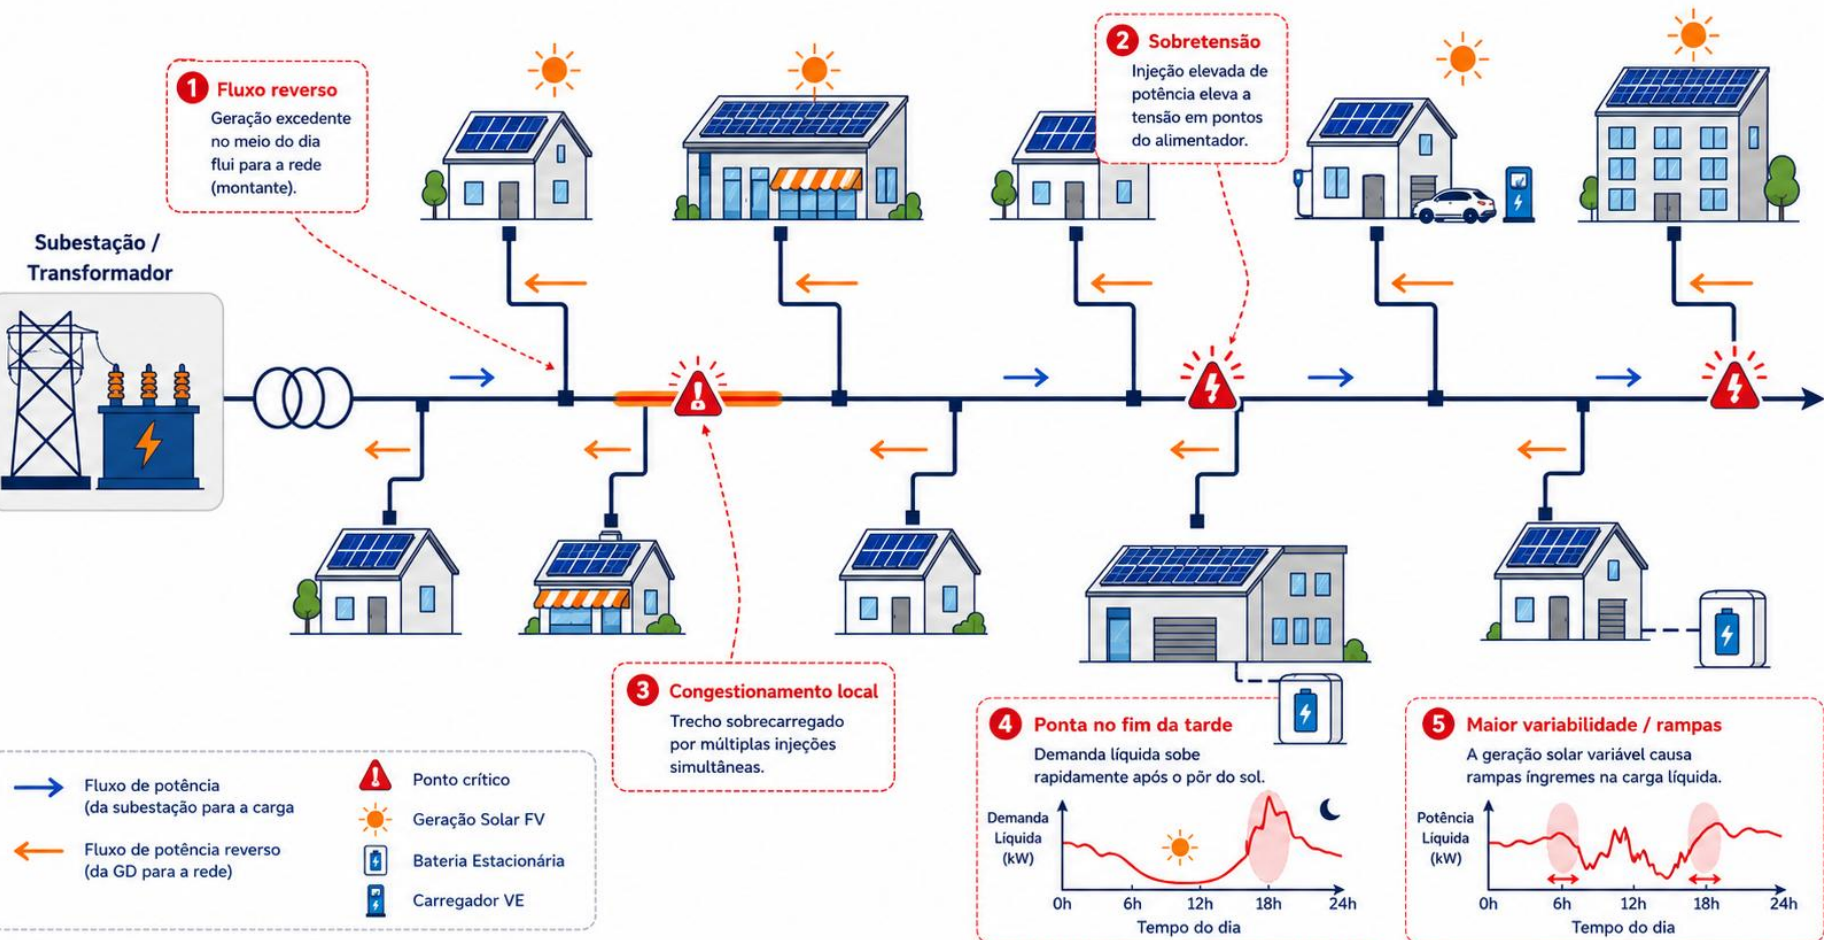 1 Fluxo reverso
Geração excedente
no meio do dia
flui para a rede
(montante).
2 Sobretensão
Injeção elevada de
potência eleva a
tensão em pontos
do alimentador.
Subestação /
Transformador
3 Congestionamento local
Trecho sobrecarregado
por múltiplas injeções
simultâneas.
4 Ponta no fim da tarde
Demanda líquida sobe
rapidamente após o pôr do sol.
Demanda
Líquida
(kW)
0h 6h 12h 18h 24h
Tempo do dia
5 Maior variabilidade / rampas
A geração solar variável causa
rampas íngremes na carga líquida.
Potência
Líquida
(kW)
0h 6h 12h 18h 24h
Tempo do dia
Fluxo de potência
(da subestação para a carga
Fluxo de potência reverso
(da GD para a rede)
Ponto crítico
Geração Solar FV
Bateria Estacionária
Carregador VE